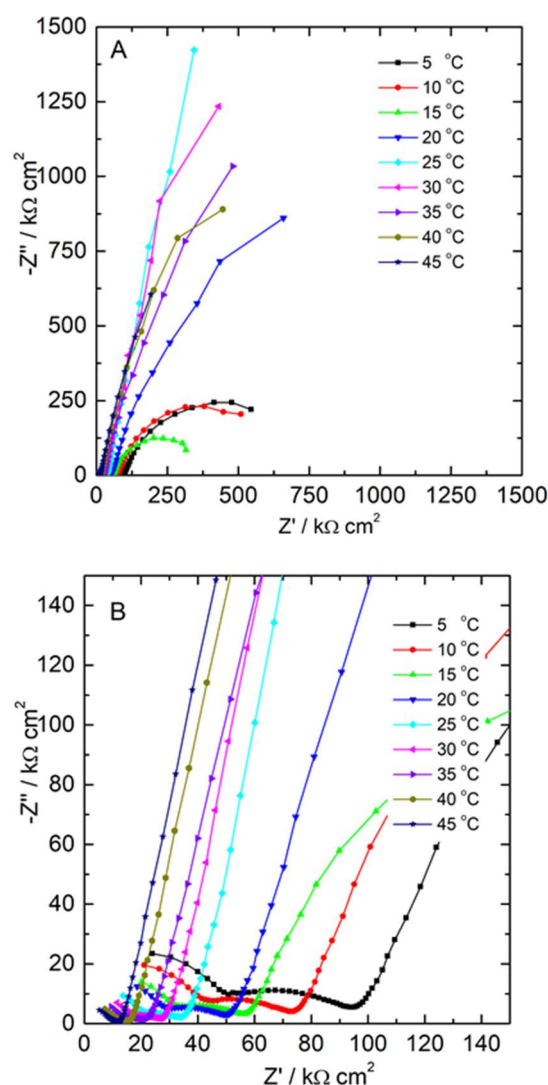 A
1500
1250
1000
750
500
250
0
-Z" / kΩ cm²
5 °C
10 °C
15 °C
20 °C
25 °C
30 °C
35 °C
40 °C
45 °C
0 250 500 750 1000 1250 1500
Z' / kΩ cm²
B
140
120
100
80
60
40
20
0
-Z" / kΩ cm²
5 °C
10 °C
15 °C
20 °C
25 °C
30 °C
35 °C
40 °C
45 °C
0 20 40 60 80 100 120 140
Z' / kΩ cm²